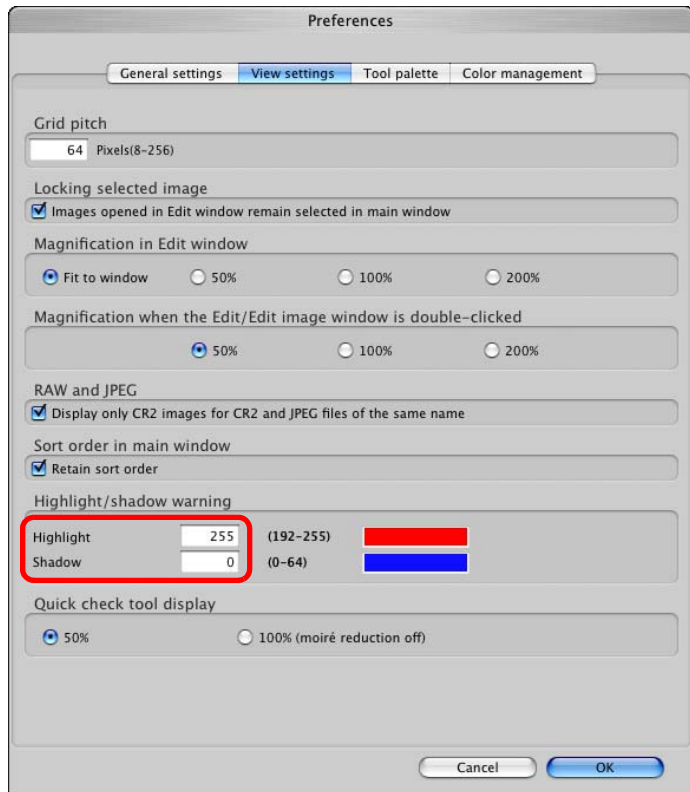 Preferences
General settings View settings Tool palette Color management
Grid pitch
64 Pixels(8-256)
Locking selected image
Images opened in Edit window remain selected in main window
Magnification in Edit window
Fit to window 50% 100% 200%
Magnification when the Edit/Edit image window is double-clicked
50% 100% 200%
RAW and JPEG
Display only CR2 images for CR2 and JPEG files of the same name
Sort order in main window
Retain sort order
Highlight/shadow warning
Highlight 255 (192-255)
Shadow 0 (0-64)
Quick check tool display
50% 100% (moiré reduction off)
Cancel OK